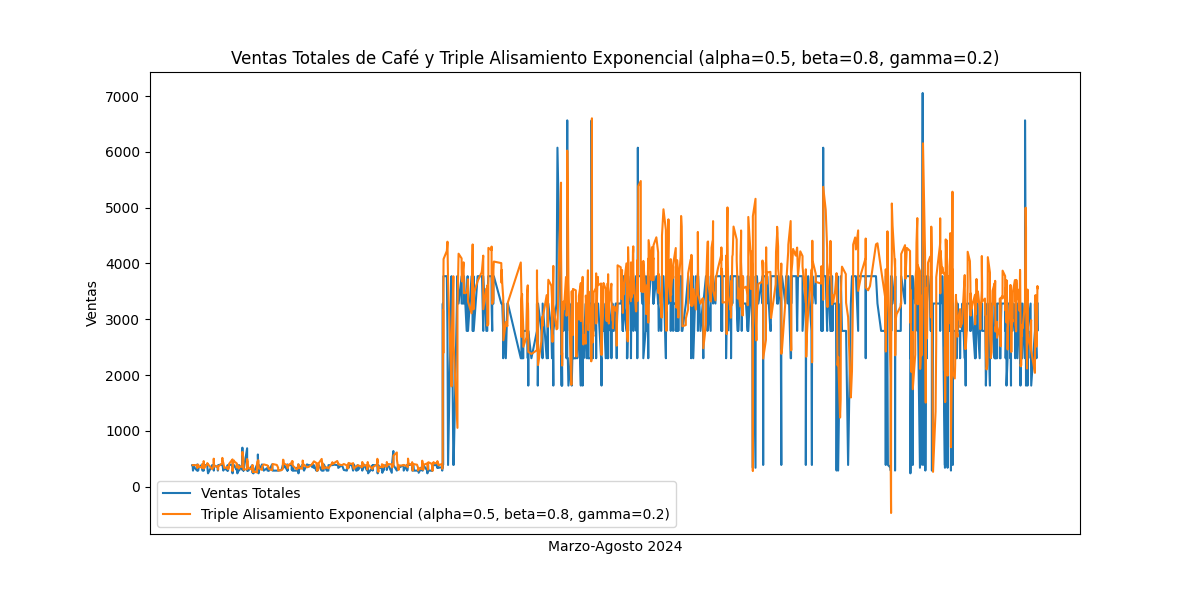 Ventas Totales de Café y Triple Alisamiento Exponencial (alpha=0.5, beta=0.8, gamma=0.2)
7000
6000
5000
4000
3000
2000
1000
0
Ventas
Ventas Totales
Triple Alisamiento Exponencial (alpha=0.5, beta=0.8, gamma=0.2)
Marzo-Agosto 2024